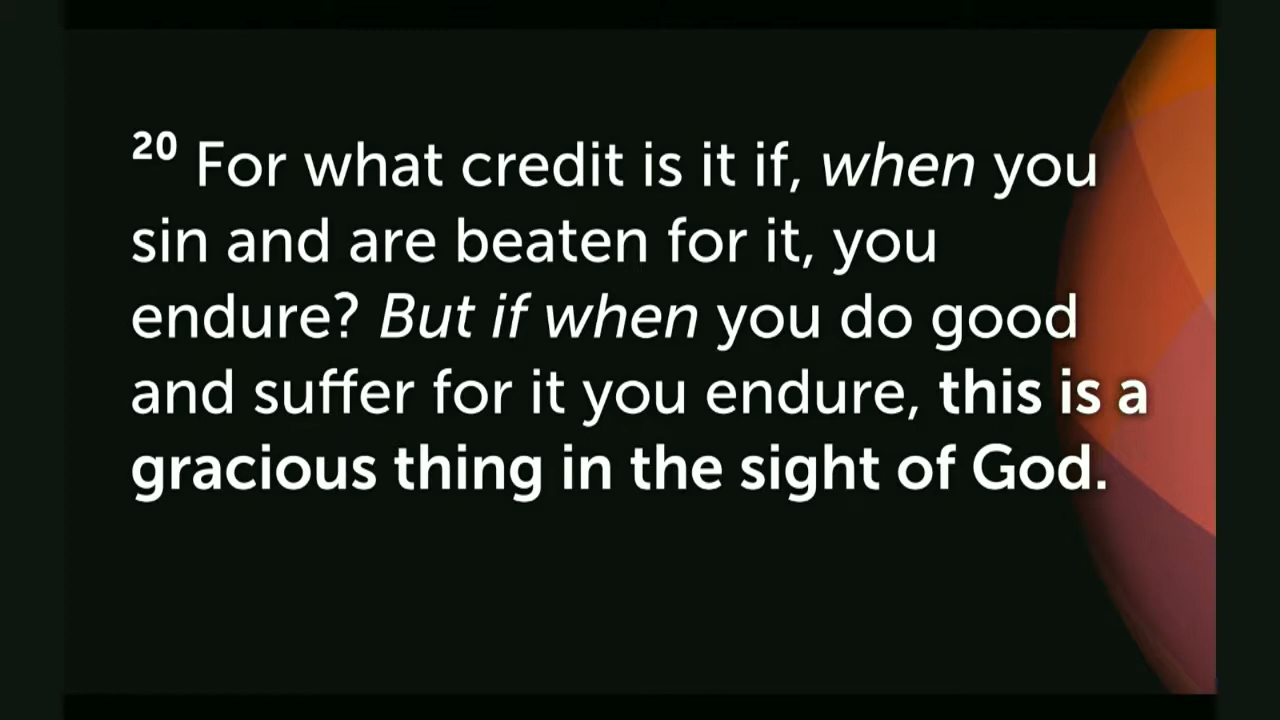 20 For what credit is it if, when you
sin and are beaten for it, you
endure? But if when you do good
and suffer for it you endure, this is a
gracious thing in the sight of God.